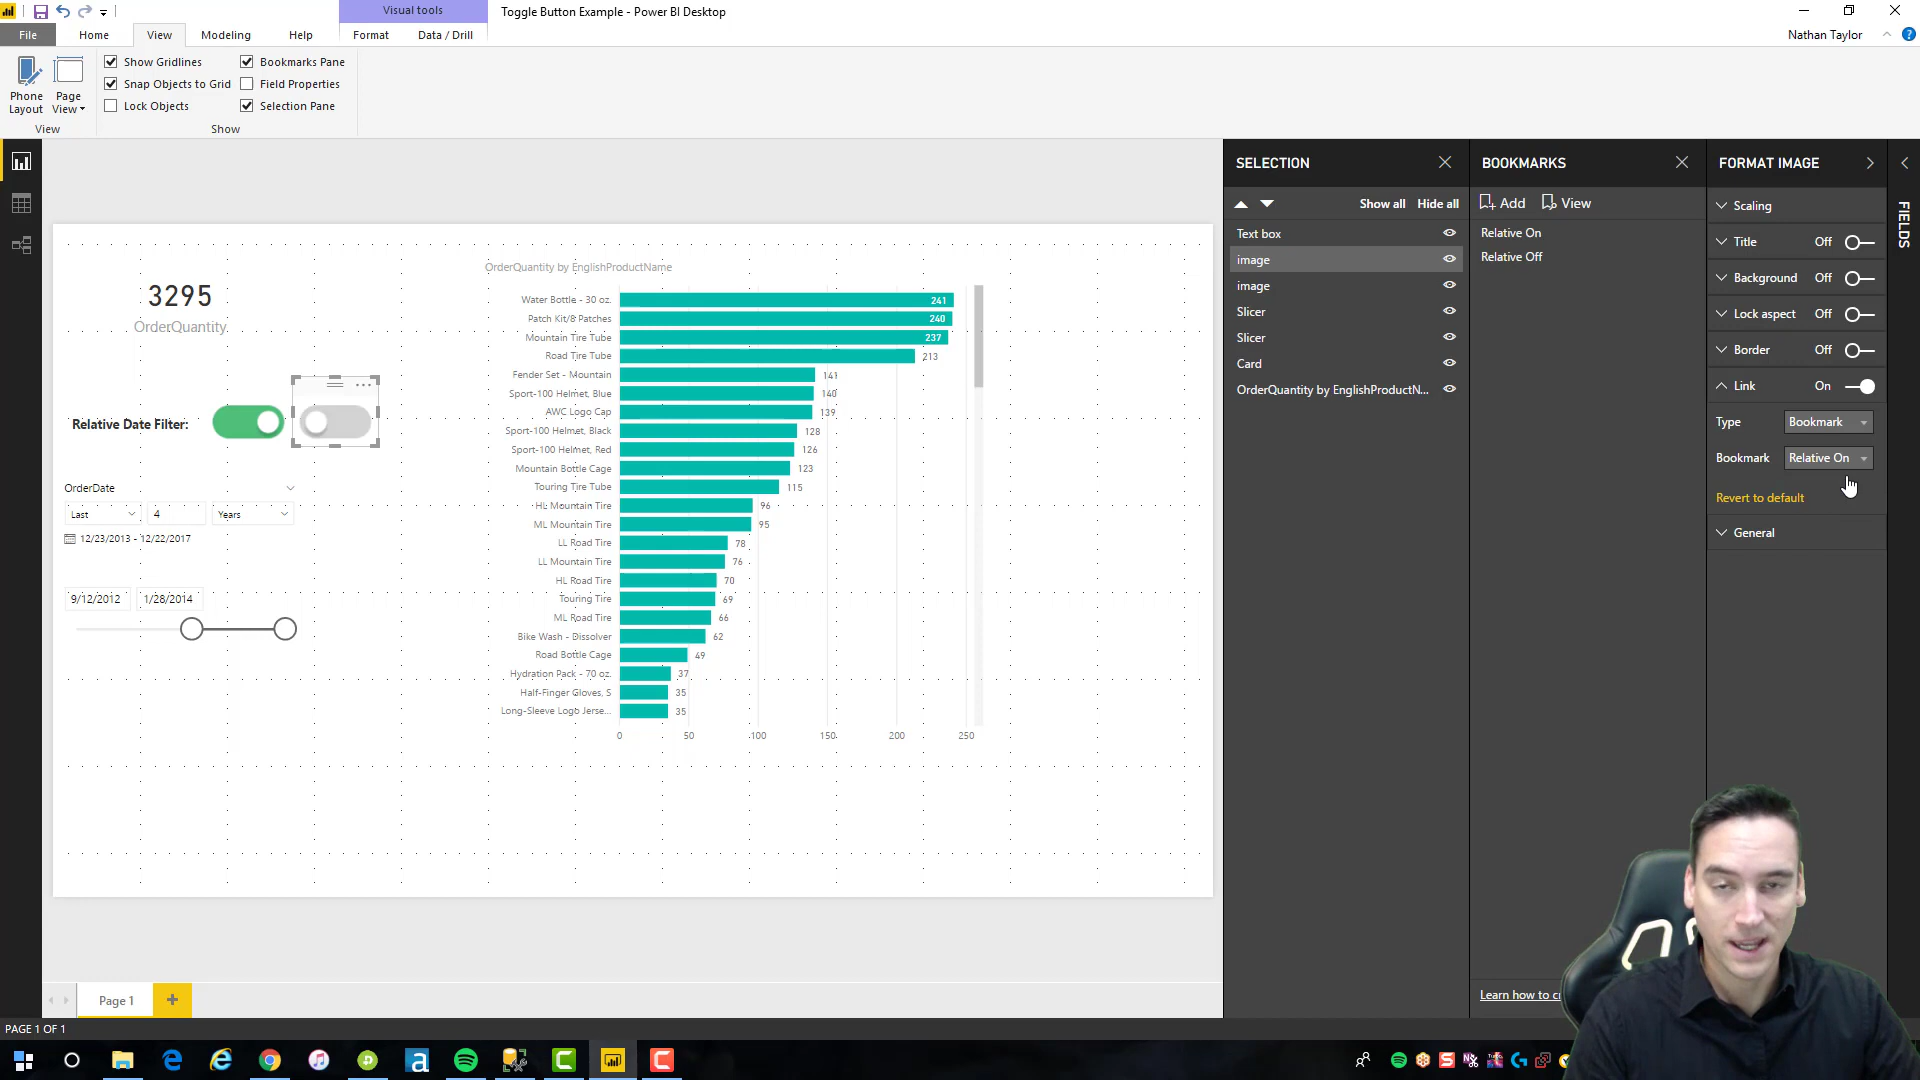 Visual tools
Toggle Button Example - Power BI Desktop
File
Home
View
Modeling
Help
Format
Data / Drill
Nathan Taylor
Phone Layout
Page View
Show Gridlines
Snap Objects to Grid
Lock Objects
Bookmarks Pane
Field Properties
Selection Pane
View
Show
3295
OrderQuantity
Relative Date Filter:
OrderDate
Last
4
Years
12/23/2013 - 12/22/2017
9/12/2012
1/28/2014
OrderQuantity by EnglishProductName
Water Bottle - 30 oz. 241
Patch Kit/8 Patches 240
Mountain Tire Tube 237
Road Tire Tube 213
Fender Set - Mountain 141
Sport-100 Helmet, Blue 140
AWC Logo Cap 139
Sport-100 Helmet, Black 128
Sport-100 Helmet, Red 126
Mountain Bottle Cage 123
Touring Tire Tube 115
HL Mountain Tire 96
ML Mountain Tire 95
LL Road Tire 78
LL Mountain Tire 76
HL Road Tire 70
Touring Tire 69
ML Road Tire 66
Bike Wash - Dissolver 62
Road Bottle Cage 49
Hydration Pack - 70 oz. 37
Half-Finger Gloves, S 35
Long-Sleeve Logo Jerse... 35
0 50 100 150 200 250
SELECTION
Show all Hide all
Text box
image
image
Slicer
Slicer
Card
OrderQuantity by EnglishProductN...
BOOKMARKS
Add View
Relative On
Relative Off
Learn how to c
FORMAT IMAGE
Scaling
Title Off
Background Off
Lock aspect Off
Border Off
Link On
Type Bookmark
Bookmark Relative On
Revert to default
General
FIELDS
Page 1
PAGE 1 OF 1